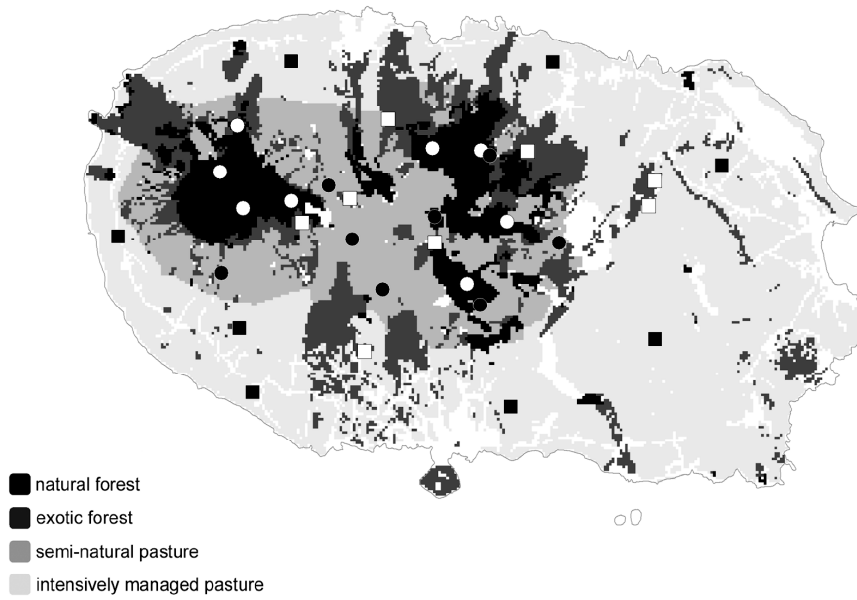 natural forest
exotic forest
semi-natural pasture
intensively managed pasture